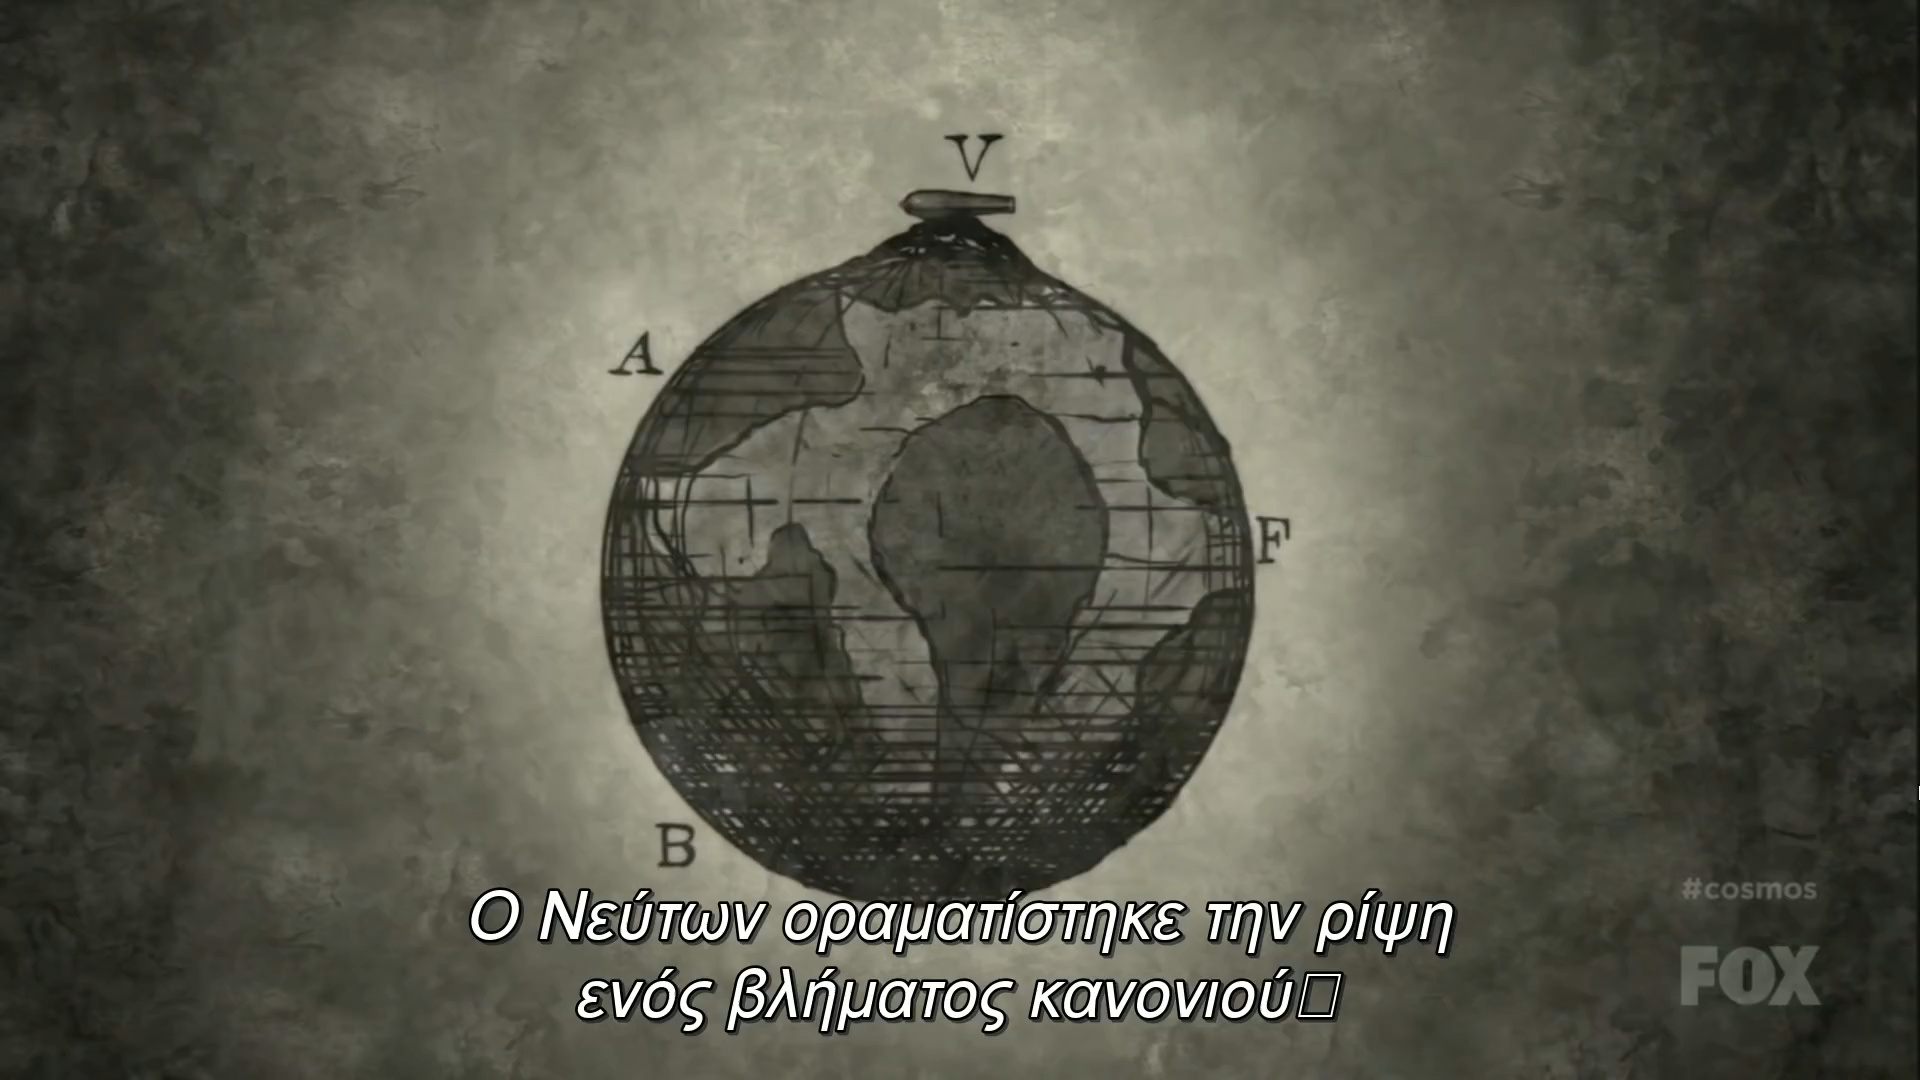 V
A
F
B
#cosmos
FOX
Ο Νεύτων οραματίστηκε την ρίψη
ενός βλήματος κανονιού□